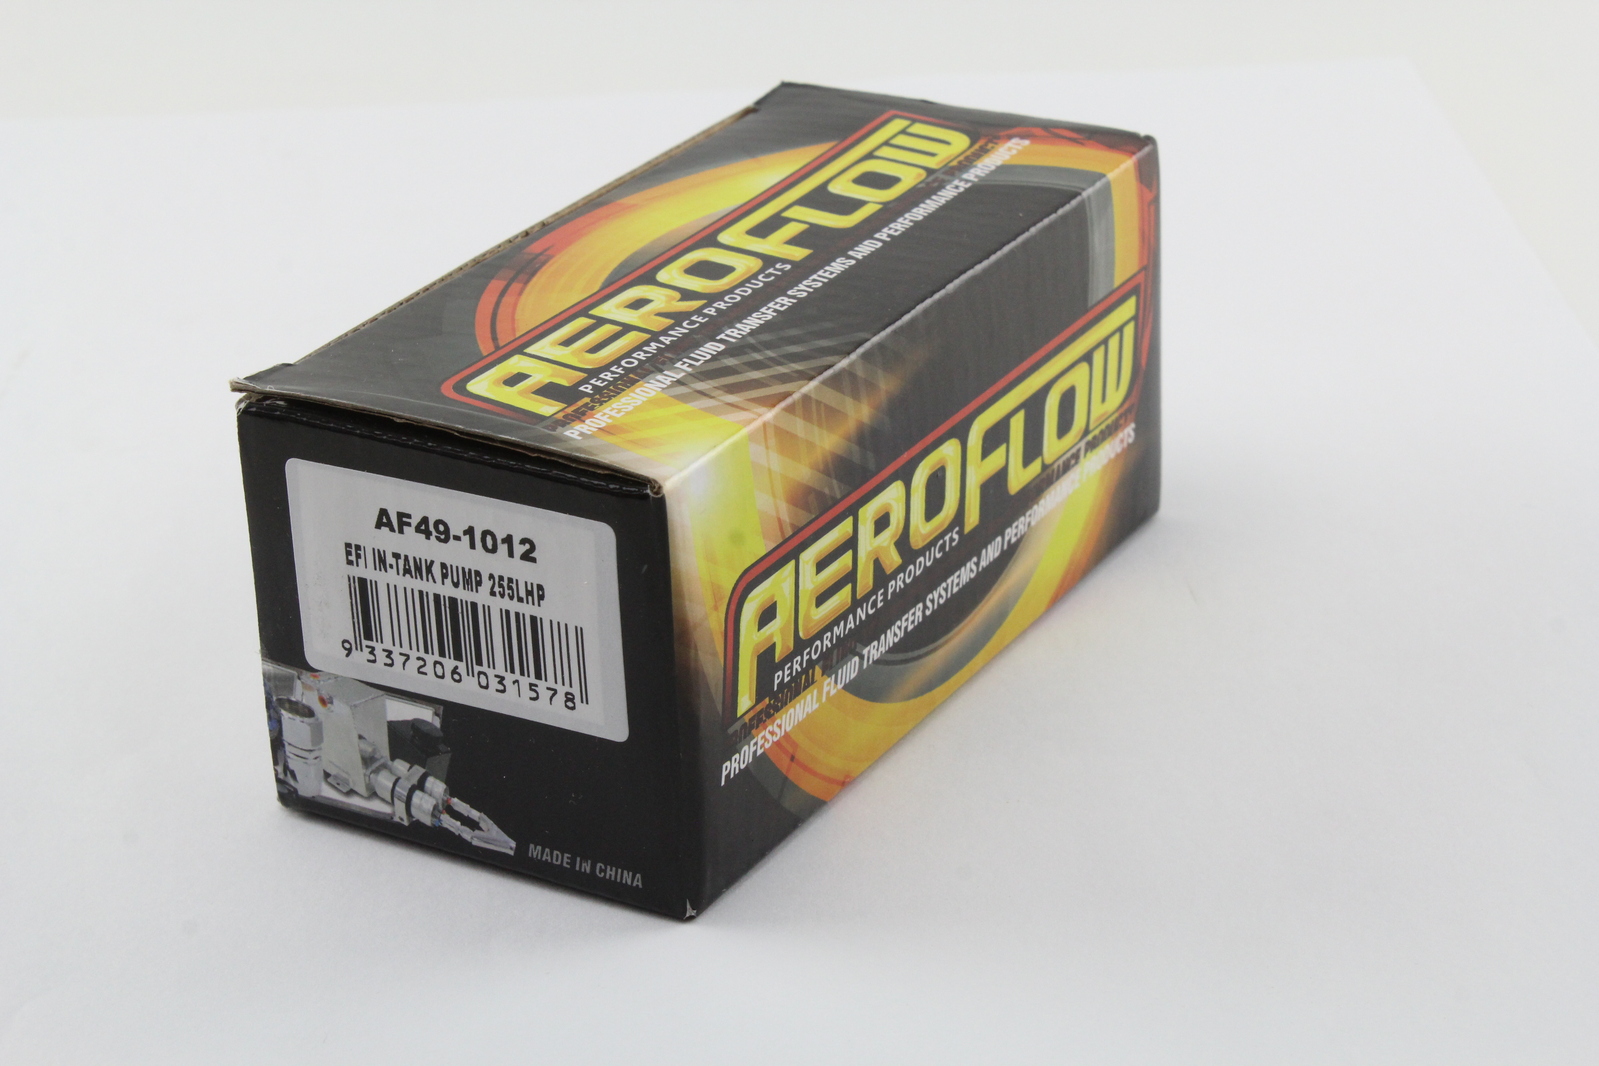 AEROFLOW
PERFORMANCE PRODUCTS
PROFESSIONAL FLUID TRANSFER SYSTEMS AND PERFORMANCE PRODUCTS
AEROFLOW
PERFORMANCE PRODUCTS
PROFESSIONAL FLUID TRANSFER SYSTEMS AND PERFORMANCE PRODUCTS
AF49-1012
EFI IN-TANK PUMP 255LHP
9 337206 031578
MADE IN CHINA